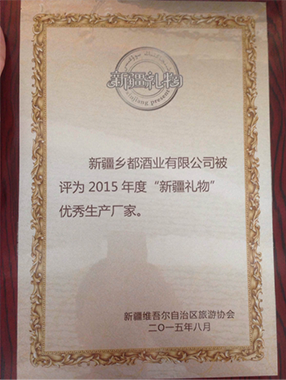 新疆礼物
新疆乡都酒业有限公司被
评为 2015 年度“新疆礼物”
优秀生产厂家。
新疆维吾尔自治区旅游协会
二〇一五年八月